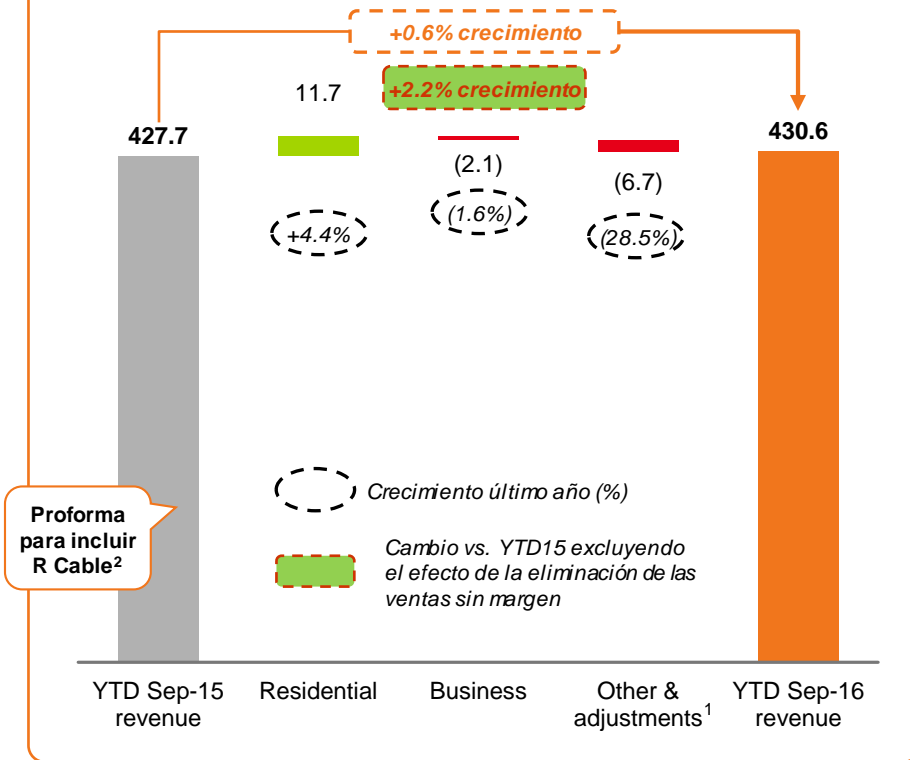 +0.6% crecimiento
+2.2% crecimiento
11.7
427.7
430.6
(2.1)
(6.7)
+4.4%
(1.6%)
(28.5%)
Crecimiento último año (%)
Proforma
para incluir
R Cable²
Cambio vs. YTD15 excluyendo
el efecto de la eliminación de las
ventas sin margen
YTD Sep-15
revenue
Residential
Business
Other &
adjustments¹
YTD Sep-16
revenue